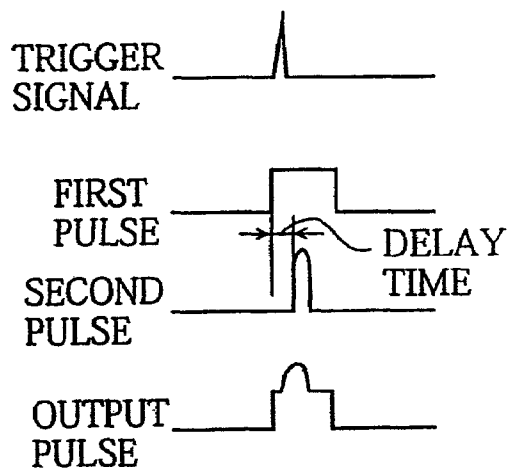 TRIGGER
SIGNAL
FIRST
PULSE
DELAY
TIME
SECOND
PULSE
OUTPUT
PULSE